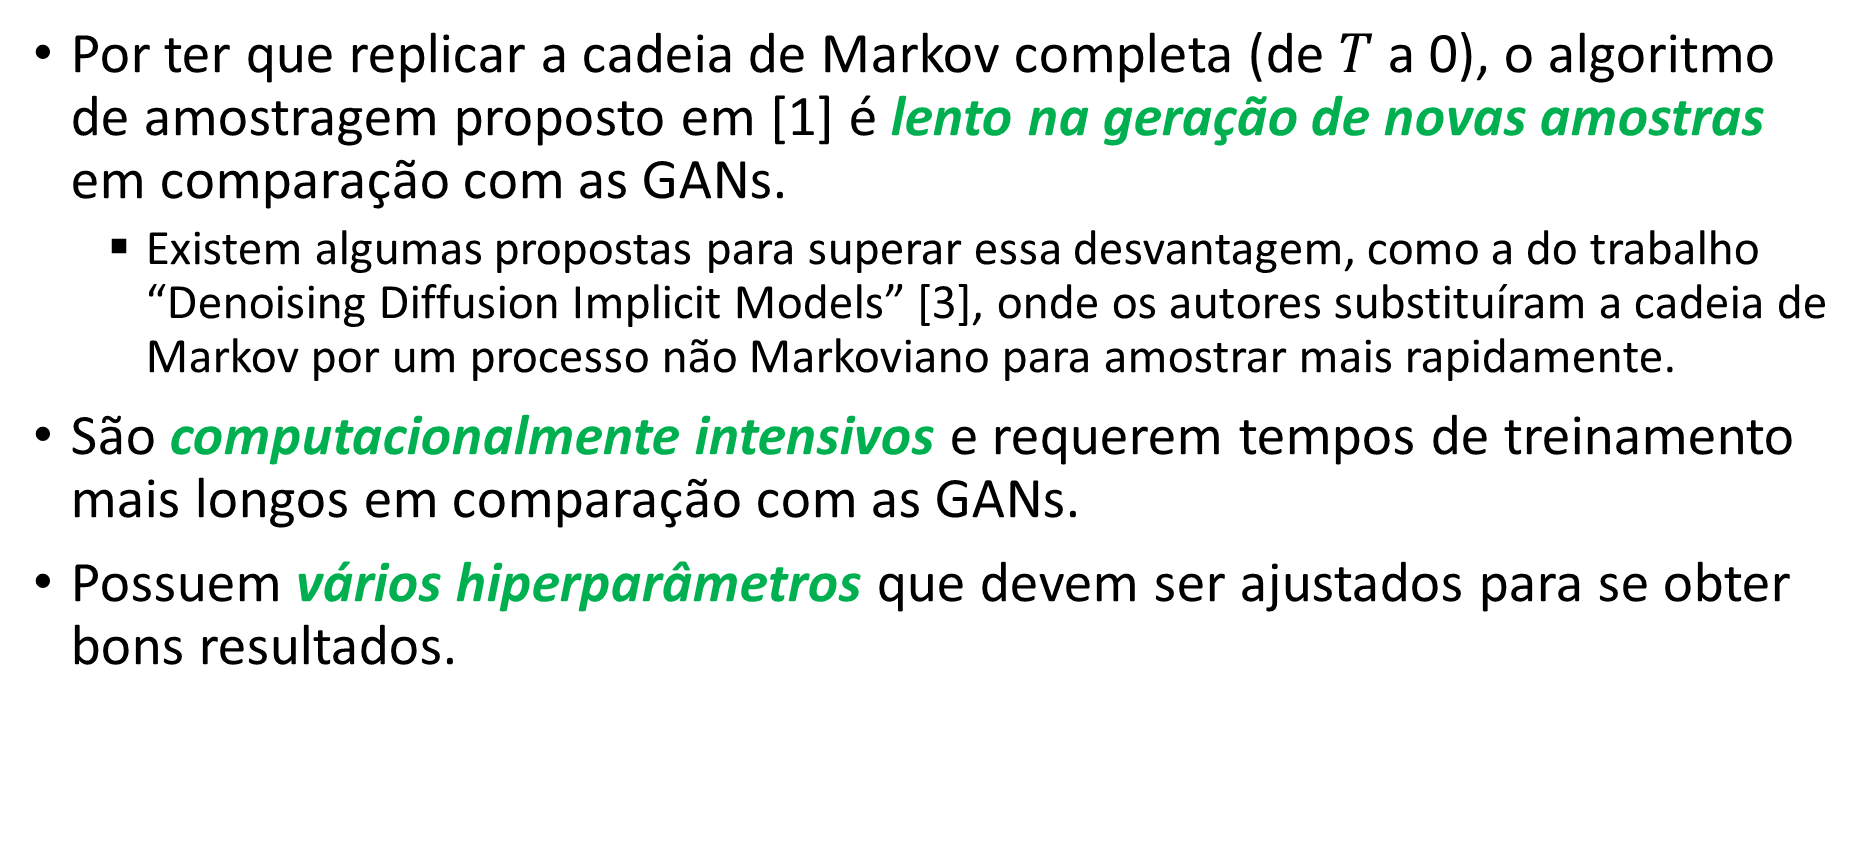 • Por ter que replicar a cadeia de Markov completa (de T a 0), o algoritmo
de amostragem proposto em [1] é lento na geração de novas amostras
em comparação com as GANs.
▪ Existem algumas propostas para superar essa desvantagem, como a do trabalho
“Denoising Diffusion Implicit Models” [3], onde os autores substituíram a cadeia de
Markov por um processo não Markoviano para amostrar mais rapidamente.
• São computacionalmente intensivos e requerem tempos de treinamento
mais longos em comparação com as GANs.
• Possuem vários hiperparâmetros que devem ser ajustados para se obter
bons resultados.